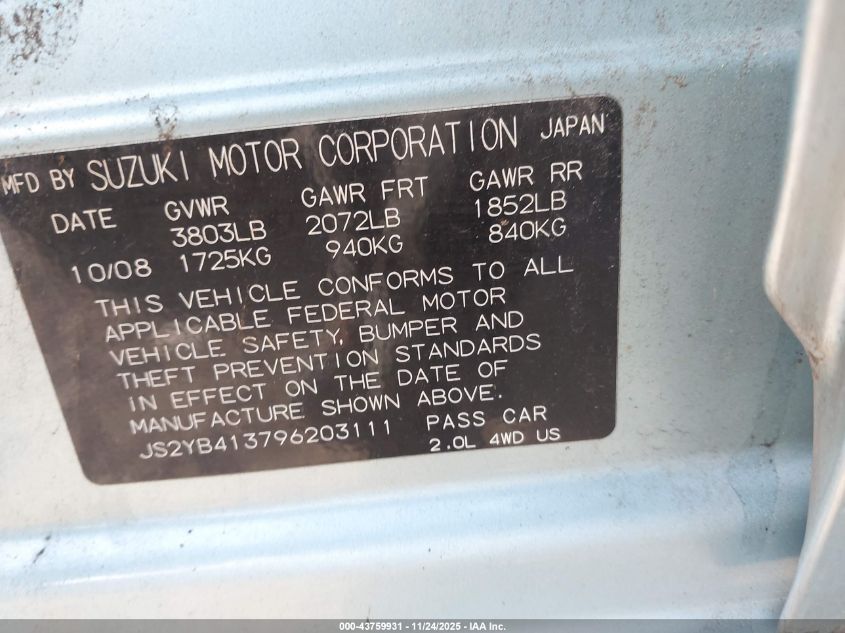 MFD BY SUZUKI MOTOR CORPORATION JAPAN
DATE GVWR GAWR FRT GAWR RR
3803LB 2072LB 1852LB
10/08 1725KG 940KG 840KG
THIS VEHICLE CONFORMS TO ALL
APPLICABLE FEDERAL MOTOR
VEHICLE SAFETY, BUMPER AND
THEFT PREVENTION STANDARDS
IN EFFECT ON THE DATE OF
MANUFACTURE SHOWN ABOVE.
JS2YB413796203111 PASS CAR
2.0L 4WD US
000-43759931 - 11/24/2025 - IAA Inc.